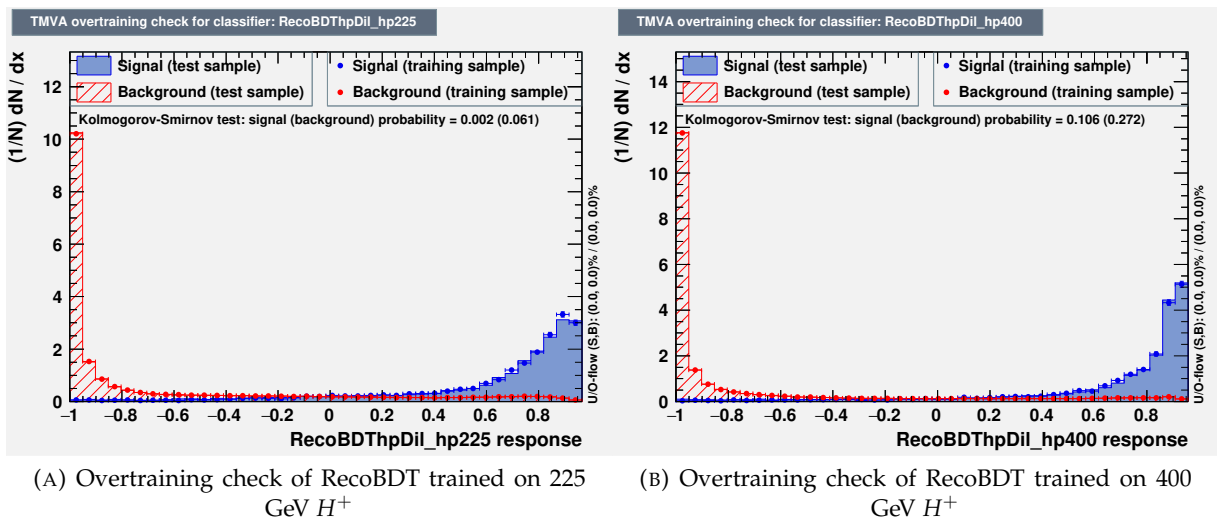 TMVA overtraining check for classifier: RecoBDThpDil_hp225
Signal (test sample)
Background (test sample)
Signal (training sample)
Background (training sample)
Kolmogorov-Smirnov test: signal (background) probability = 0.002 (0.061)
(1/N) dN / dx
12
10
8
6
4
2
0
−1 −0.8 −0.6 −0.4 −0.2 0 0.2 0.4 0.6 0.8
RecoBDThpDil_hp225 response
U/O-flow (S,B): (0.0, 0.0)% / (0.0, 0.0)%
(A) Overtraining check of RecoBDT trained on 225
GeV H+
TMVA overtraining check for classifier: RecoBDThpDil_hp400
Signal (test sample)
Background (test sample)
Signal (training sample)
Background (training sample)
Kolmogorov-Smirnov test: signal (background) probability = 0.106 (0.272)
(1/N) dN / dx
14
12
10
8
6
4
2
0
−1 −0.8 −0.6 −0.4 −0.2 0 0.2 0.4 0.6 0.8
RecoBDThpDil_hp400 response
U/O-flow (S,B): (0.0, 0.0)% / (0.0, 0.0)%
(B) Overtraining check of RecoBDT trained on 400
GeV H+